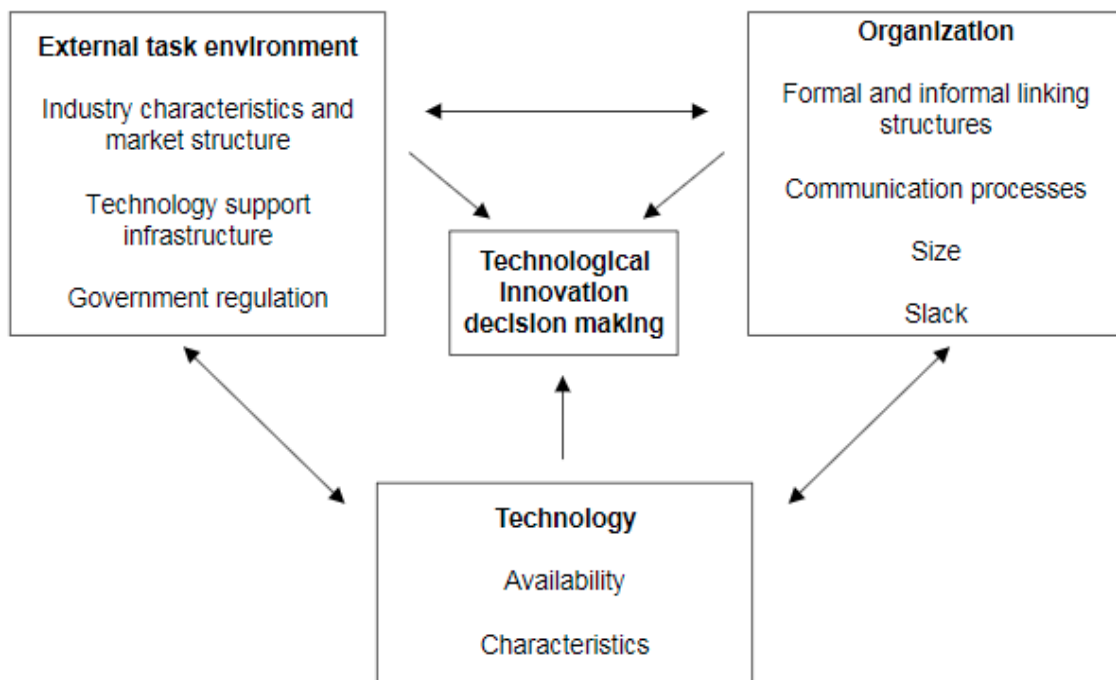 External task environment
Industry characteristics and
market structure
Technology support
infrastructure
Government regulation
Organization
Formal and informal linking
structures
Communication processes
Size
Slack
Technological
innovation
decision making
Technology
Availability
Characteristics